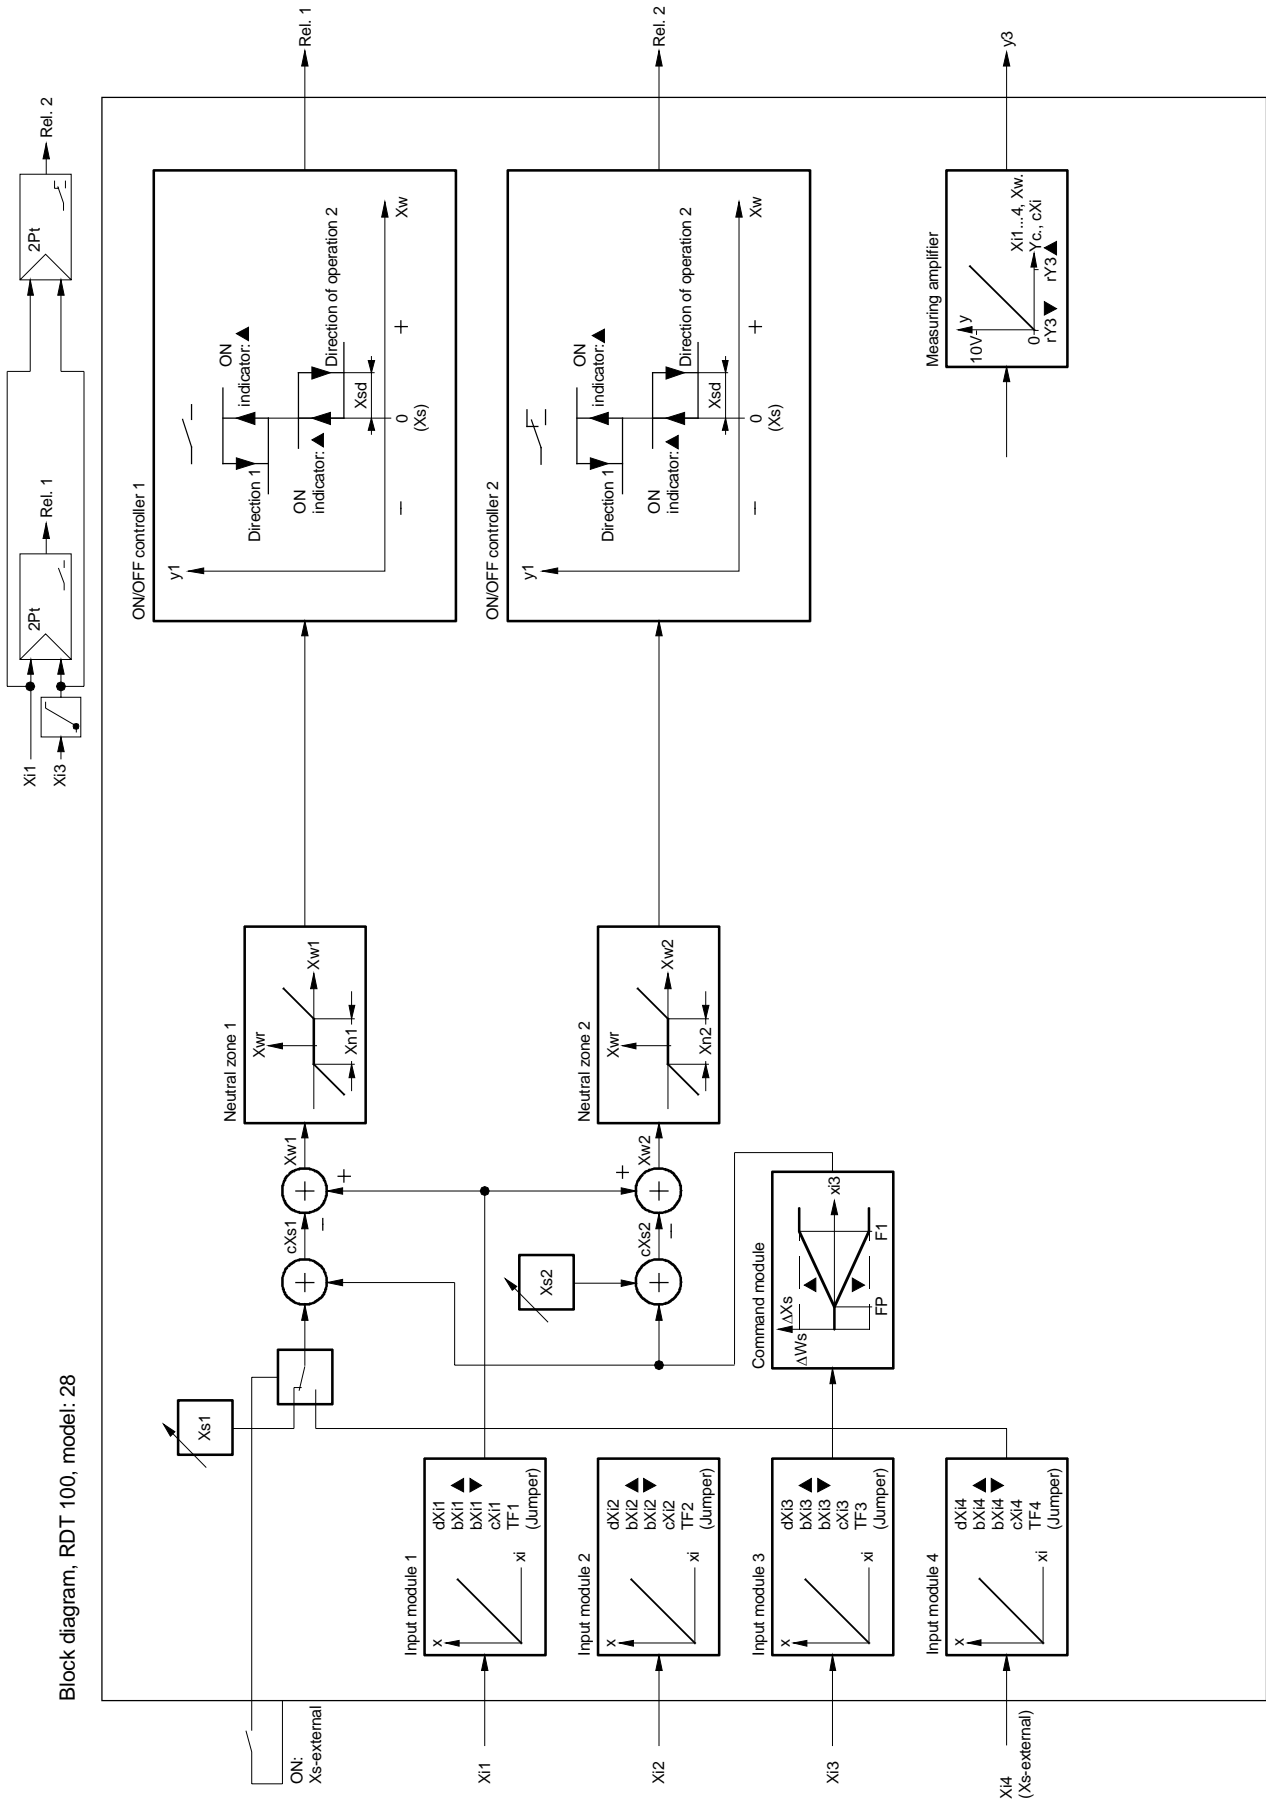 Block diagram, RDT 100, model: 28
Xi1
Xi3
2Pt
Rel. 1
2Pt
Rel. 2
ON:
Xs-external
Xs1
cXs1
Xw1
+
–
Neutral zone 1
Xwr
Xw1
Xn1
ON/OFF controller 1
y1
Direction 1
ON
indicator:▲
ON
indicator:▲
Direction of operation 2
Xsd
–
0
(Xs)
+
Xw
Rel. 1
Xi1
Input module 1
x
xi
dXi1
bXi1 ▲
bXi1 ▼
cXi1
TF1
(Jumper)
Xs2
cXs2
Xw2
+
–
Neutral zone 2
Xwr
Xw2
Xn2
ON/OFF controller 2
y1
Direction 1
ON
indicator:▲
ON
indicator:▲
Direction of operation 2
Xsd
–
0
(Xs)
+
Xw
Rel. 2
Xi2
Input module 2
x
xi
dXi2
bXi2 ▲
bXi2 ▼
cXi2
TF2
(Jumper)
Xi3
Input module 3
x
xi
dXi3
bXi3 ▲
bXi3 ▼
cXi3
TF3
(Jumper)
Command module
ΔWs
ΔXs
xi3
FP
F1
Xi4
(Xs-external)
Input module 4
x
xi
dXi4
bXi4 ▲
bXi4 ▼
cXi4
TF4
(Jumper)
Measuring amplifier
10V
y
0
Xi1...4, Xw.
Yc., cXi
rY3 ▼
rY3 ▲
y3